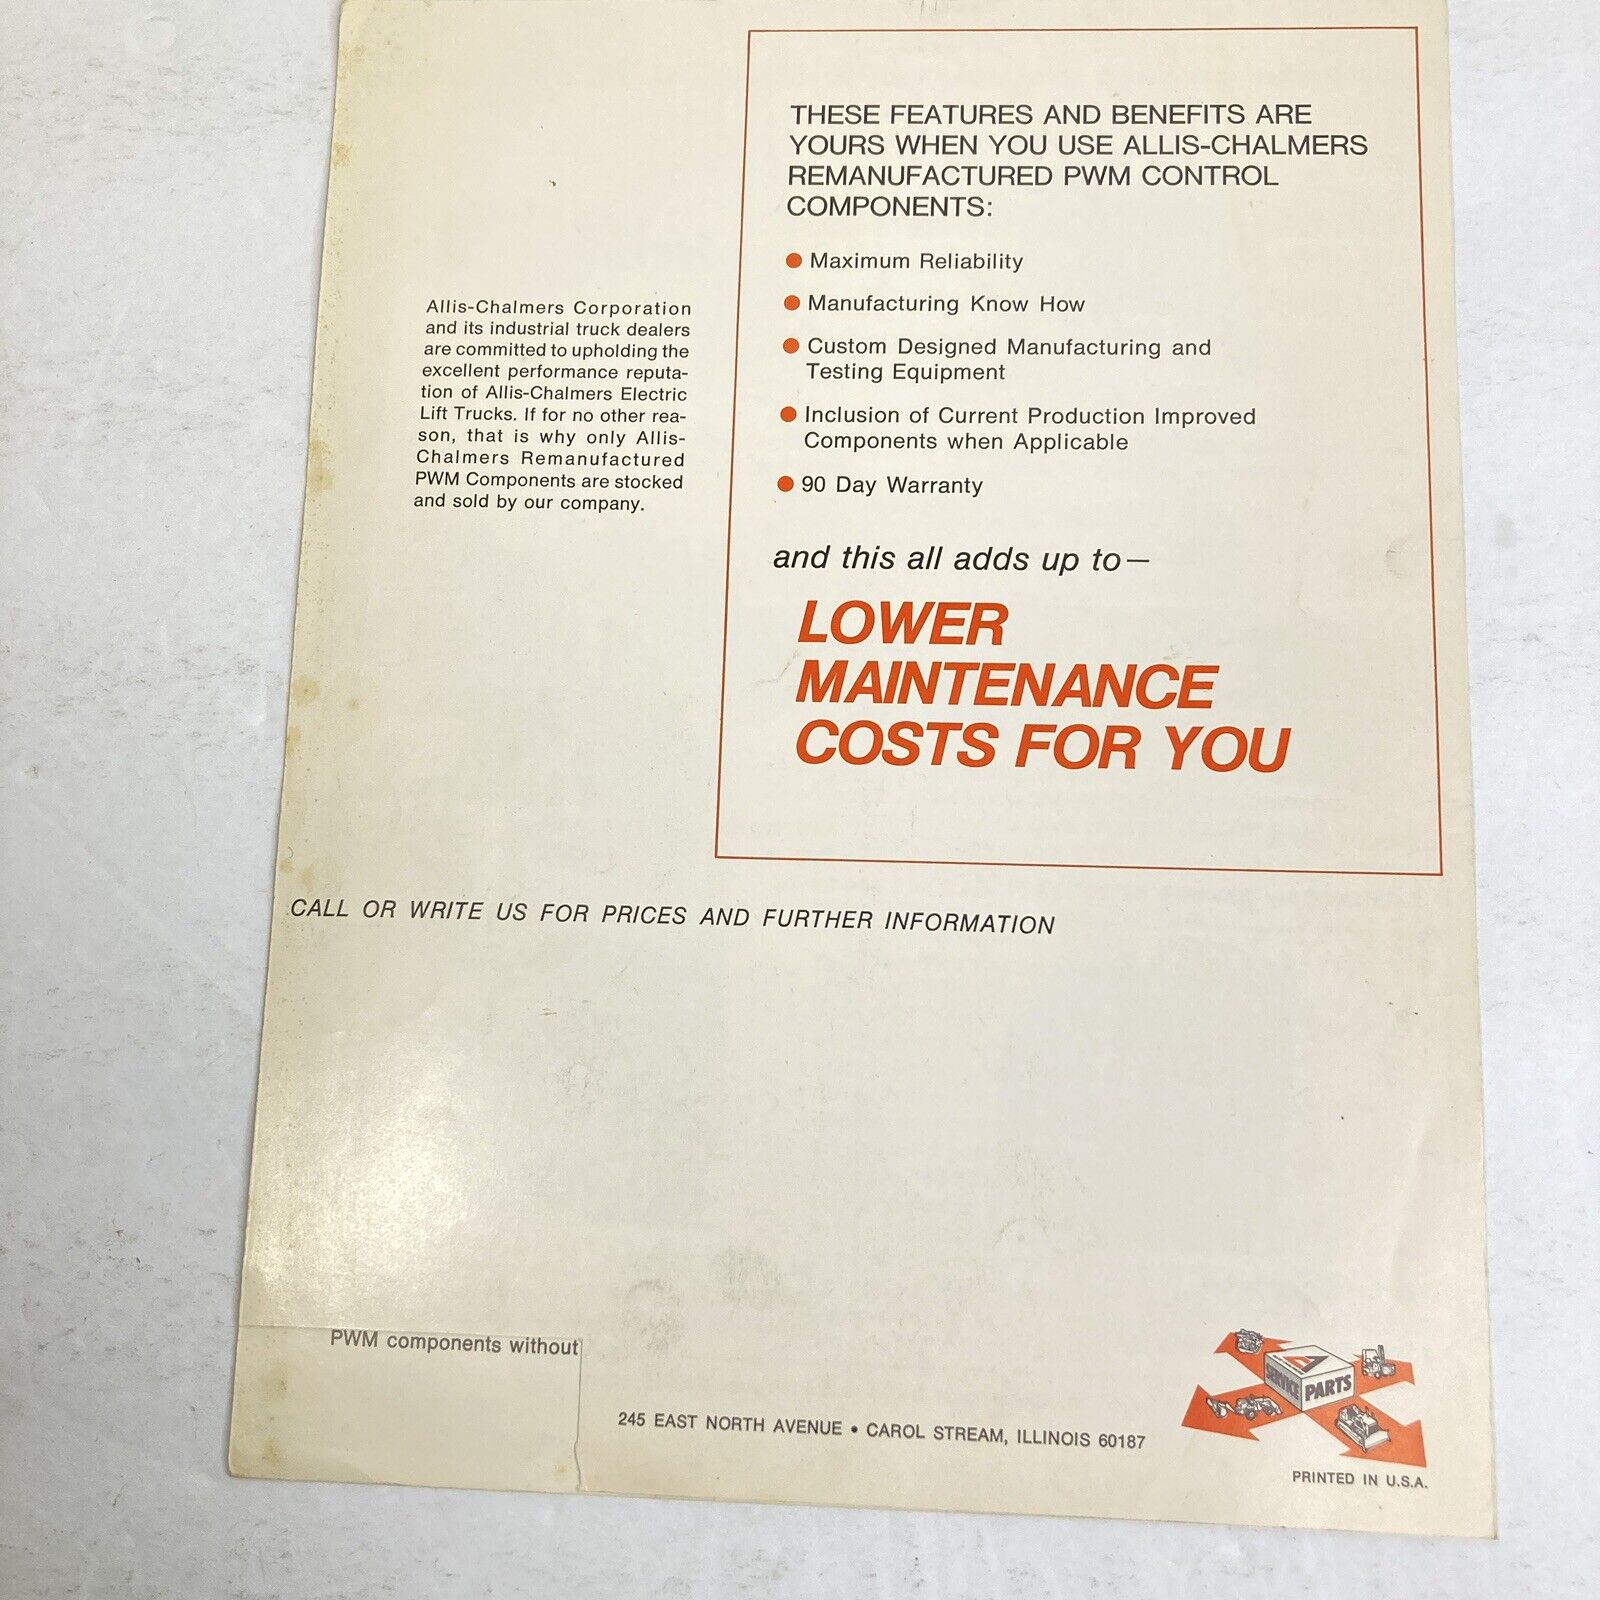 Allis-Chalmers Corporation
and its industrial truck dealers
are committed to upholding the
excellent performance reputa-
tion of Allis-Chalmers Electric
Lift Trucks. If for no other rea-
son, that is why only Allis-
Chalmers Remanufactured
PWM Components are stocked
and sold by our company.
THESE FEATURES AND BENEFITS ARE
YOURS WHEN YOU USE ALLIS-CHALMERS
REMANUFACTURED PWM CONTROL
COMPONENTS:
● Maximum Reliability
● Manufacturing Know How
● Custom Designed Manufacturing and
Testing Equipment
● Inclusion of Current Production Improved
Components when Applicable
● 90 Day Warranty
and this all adds up to—
LOWER
MAINTENANCE
COSTS FOR YOU
CALL OR WRITE US FOR PRICES AND FURTHER INFORMATION
PWM components without
245 EAST NORTH AVENUE • CAROL STREAM, ILLINOIS 60187
SERVICE PARTS
PRINTED IN U.S.A.